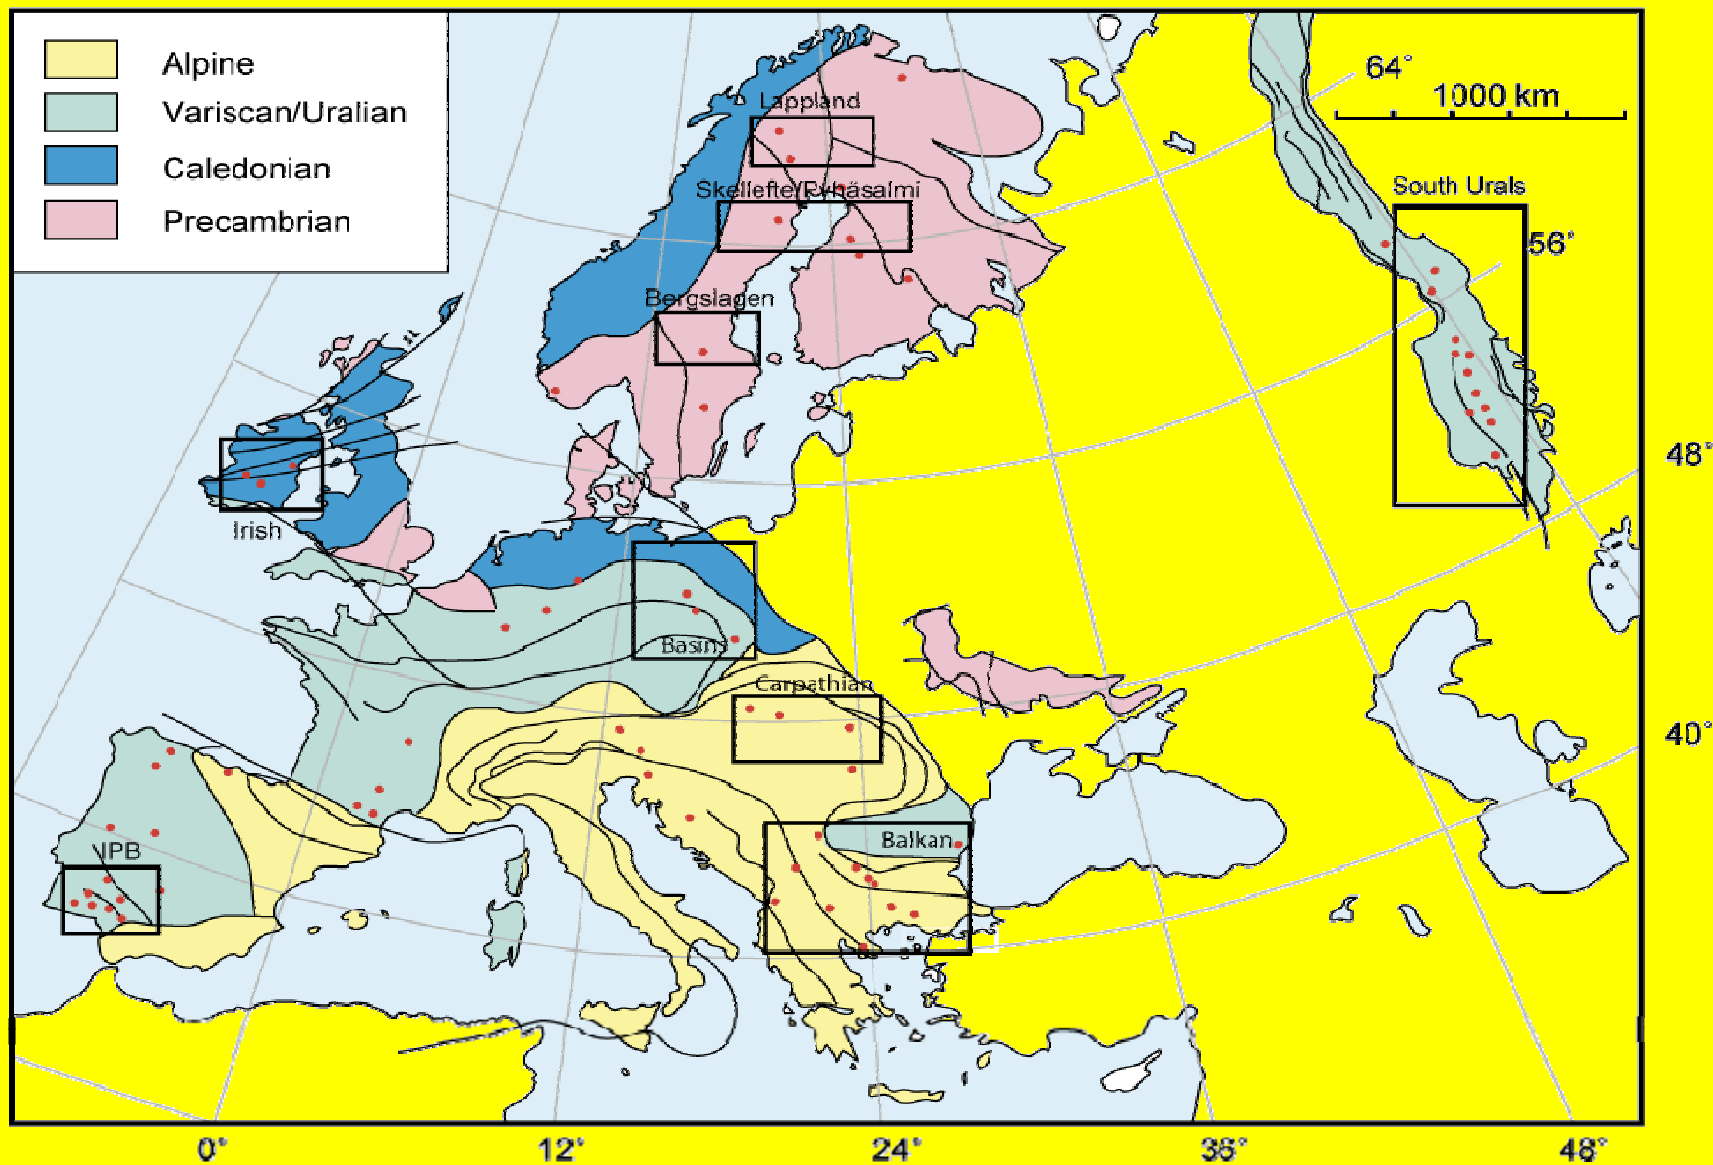 Alpine
Variscan/Uralian
Caledonian
Precambrian
64°
1000 km
Lappland
South Urals
Skellefte/Pyhäsalmi
56°
Bergslagen
48°
Irish
Basins
Carpathian
40°
Balkan
IPB
0°
12°
24°
36°
48°